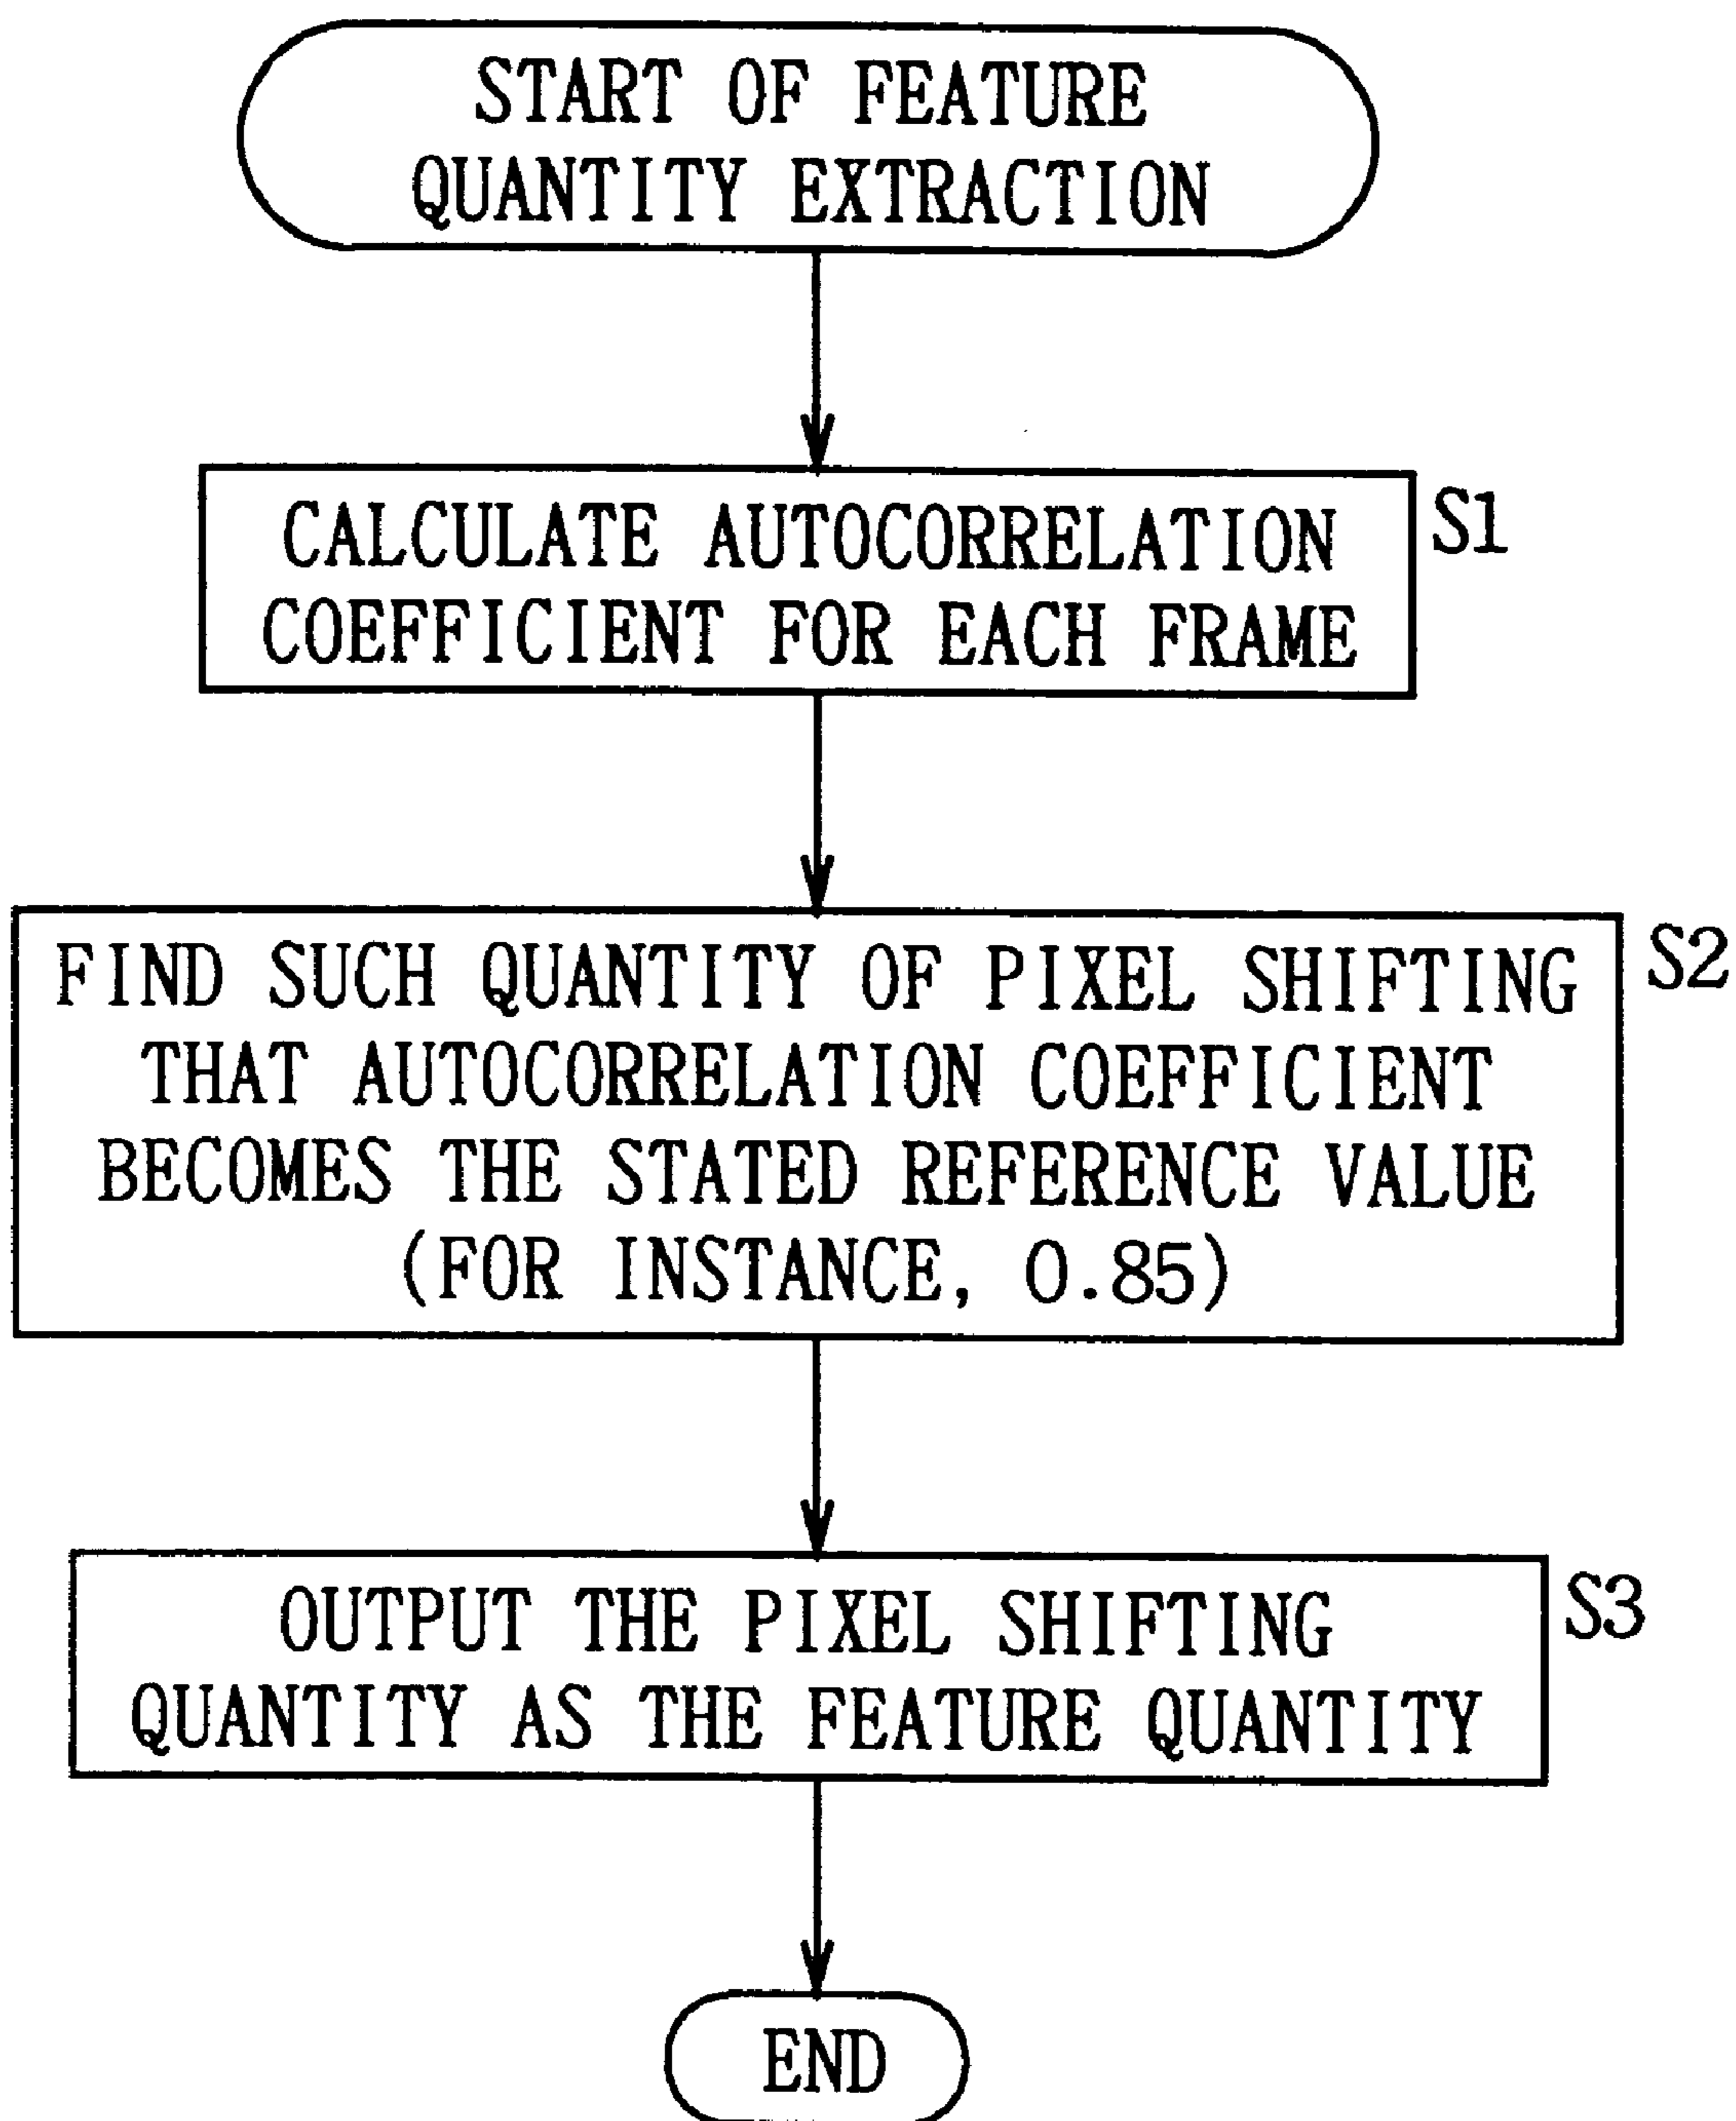 START OF FEATURE
QUANTITY EXTRACTION
CALCULATE AUTOCORRELATION
COEFFICIENT FOR EACH FRAME
S1
FIND SUCH QUANTITY OF PIXEL SHIFTING
THAT AUTOCORRELATION COEFFICIENT
BECOMES THE STATED REFERENCE VALUE
(FOR INSTANCE, 0.85)
S2
OUTPUT THE PIXEL SHIFTING
QUANTITY AS THE FEATURE QUANTITY
S3
END